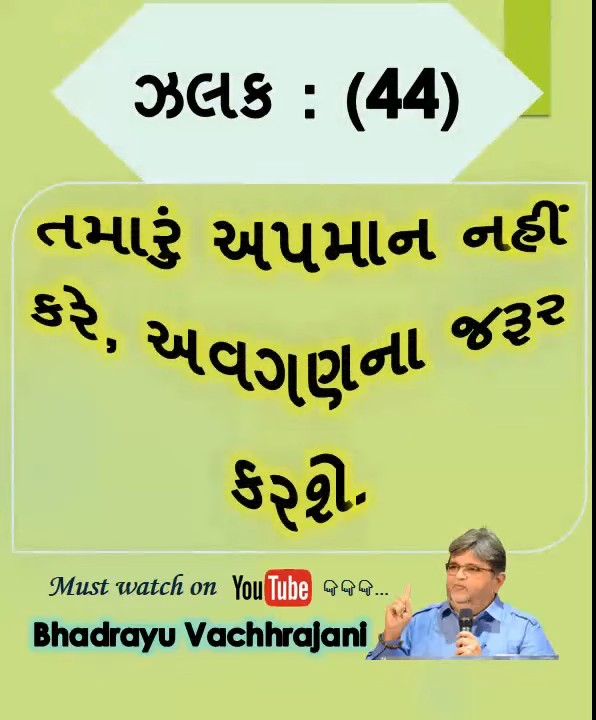 ઝલક : (44)
તમારું અપમાન નહીં
કરે, અવગણના જરૂર
કરશે.
Must watch on YouTube 👇👇👇...
Bhadrayu Vachhrajani